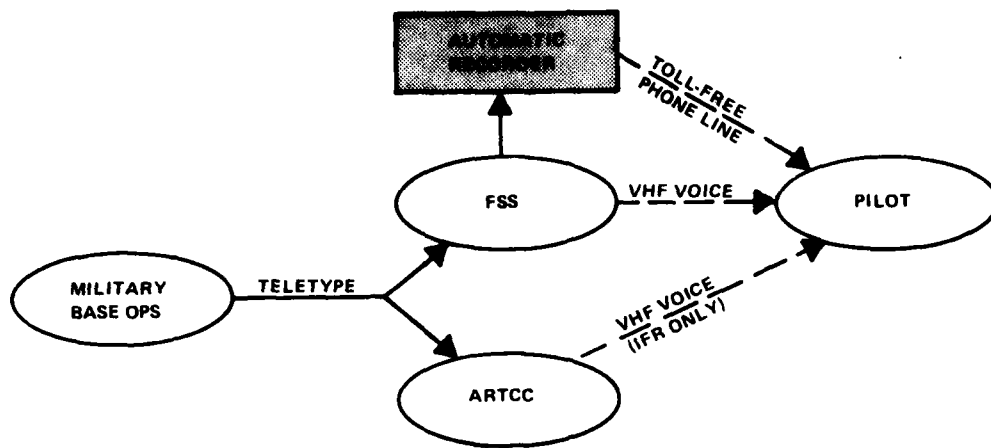 AUTOMATIC
RECORDER
TOLL-FREE
PHONE LINE
FSS
VHF VOICE
PILOT
MILITARY
BASE OPS
TELETYPE
VHF VOICE
(IFR ONLY)
ARTCC